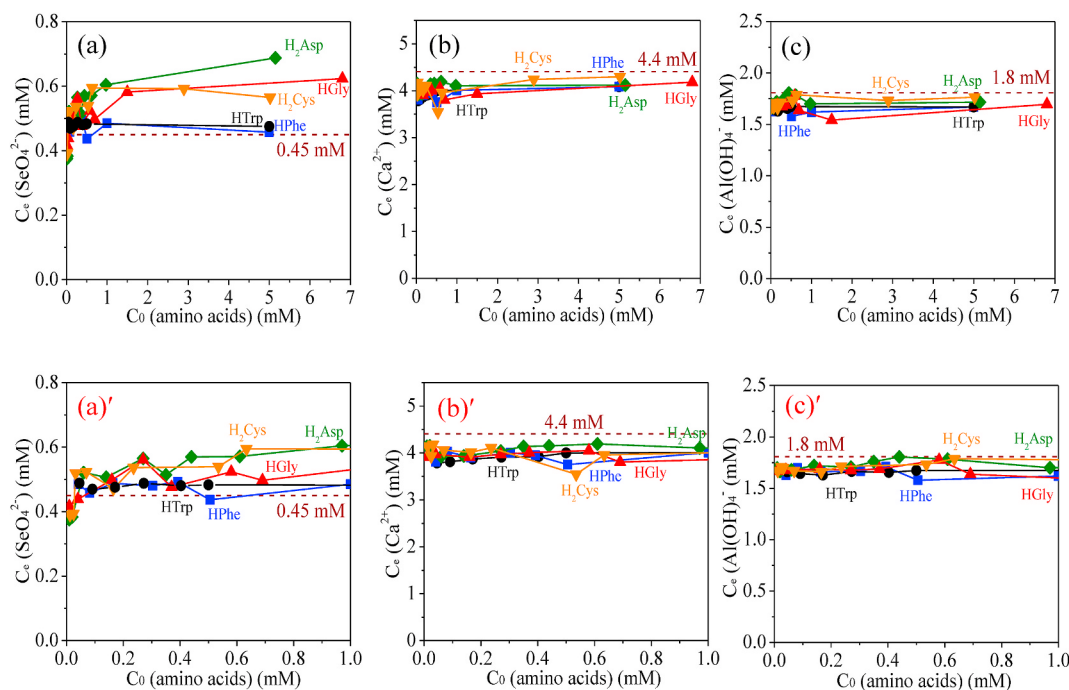 (a)
H₂Asp
HGly
H₂Cys
HTrp
HPhe
0.45 mM
0.8
0.6
0.4
0.2
0.0
0 1 2 3 4 5 6 7
Cₑ (SeO₄²⁻) (mM)
C₀ (amino acids) (mM)
(b)
4.4 mM
H₂Cys
HPhe
H₂Asp
HGly
HTrp
5
4
3
2
1
0
0 1 2 3 4 5 6 7
Cₑ (Ca²⁺) (mM)
C₀ (amino acids) (mM)
(c)
1.8 mM
H₂Cys
H₂Asp
HPhe
HTrp
HGly
2.5
2.0
1.5
1.0
0.5
0.0
0 1 2 3 4 5 6 7
Cₑ (Al(OH)₄⁻ (mM)
C₀ (amino acids) (mM)
(a)'
H₂Cys
H₂Asp
HGly
HTrp
HPhe
0.45 mM
0.8
0.6
0.4
0.2
0.0
0.0 0.2 0.4 0.6 0.8 1.0
Cₑ (SeO₄²⁻) (mM)
C₀ (amino acids) (mM)
(b)'
4.4 mM
H₂Asp
HTrp
HPhe
H₂Cys
HGly
5
4
3
2
1
0
0.0 0.2 0.4 0.6 0.8 1.0
Cₑ (Ca²⁺) (mM)
C₀ (amino acids) (mM)
(c)'
1.8 mM
H₂Cys
H₂Asp
HTrp
HPhe
HGly
2.5
2.0
1.5
1.0
0.5
0.0
0.0 0.2 0.4 0.6 0.8 1.0
Cₑ (Al(OH)₄⁻ (mM)
C₀ (amino acids) (mM)